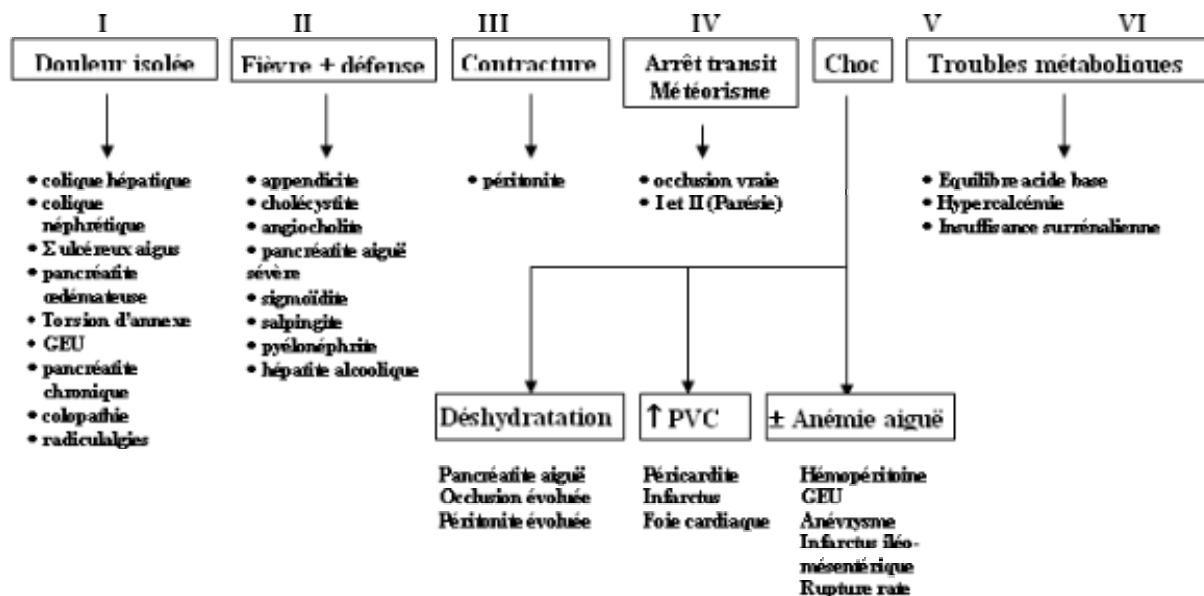 I II III IV V VI
Douleur isolée
Fièvre + défense
Contracture
Arrêt transit
Météorisme
Choc
Troubles métaboliques
• colique hépatique
• colique
néphrétique
• Σ ulcéreux aigus
• pancréatite
œdémateuse
• Torsion d'annexe
• GEU
• pancréatite
chronique
• colopathie
• radiculalgies
• appendicite
• cholécystite
• angiocholite
• pancréatite aiguë
sévère
• sigmoïdite
• salpingite
• pyélonéphrite
• hépatite alcoolique
• péritonite
• occlusion vraie
• I et II (Parésie)
• Equilibre acide base
• Hypercalcémie
• Insuffisance surrénalienne
Déshydratation
↑ PVC
± Anémie aiguë
Pancréatite aiguë
Occlusion évoluée
Péritonite évoluée
Péricardite
Infarctus
Foie cardiaque
Hémopéritoine
GEU
Anévrysme
Infarctus iléo-
mésentérique
Rupture rate